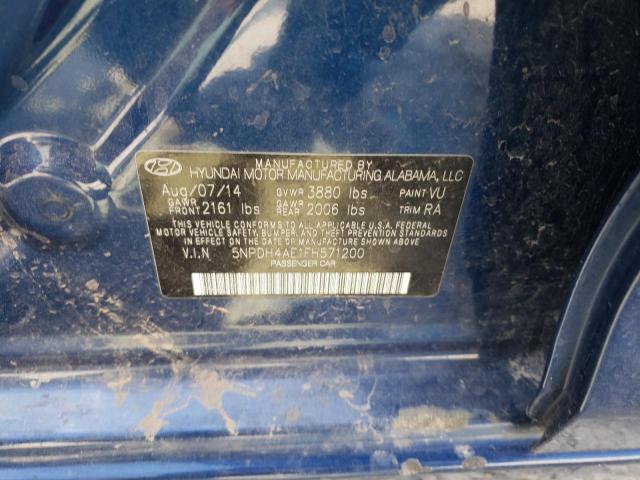 MANUFACTURED BY
HYUNDAI MOTOR MANUFACTURING ALABAMA, LLC
Aug/07/14 GVWR 3880 lbs PAINT VU
GAWR FRONT 2161 lbs GAWR REAR 2006 lbs TRIM RA
THIS VEHICLE CONFORMS TO ALL APPLICABLE U.S.A. FEDERAL
MOTOR VEHICLE SAFETY, BUMPER, AND THEFT PREVENTION
STANDARDS IN EFFECT ON THE DATE OF MANUFACTURE SHOWN ABOVE.
V.I.N 5NPDH4AE1FH571200
PASSENGER CAR